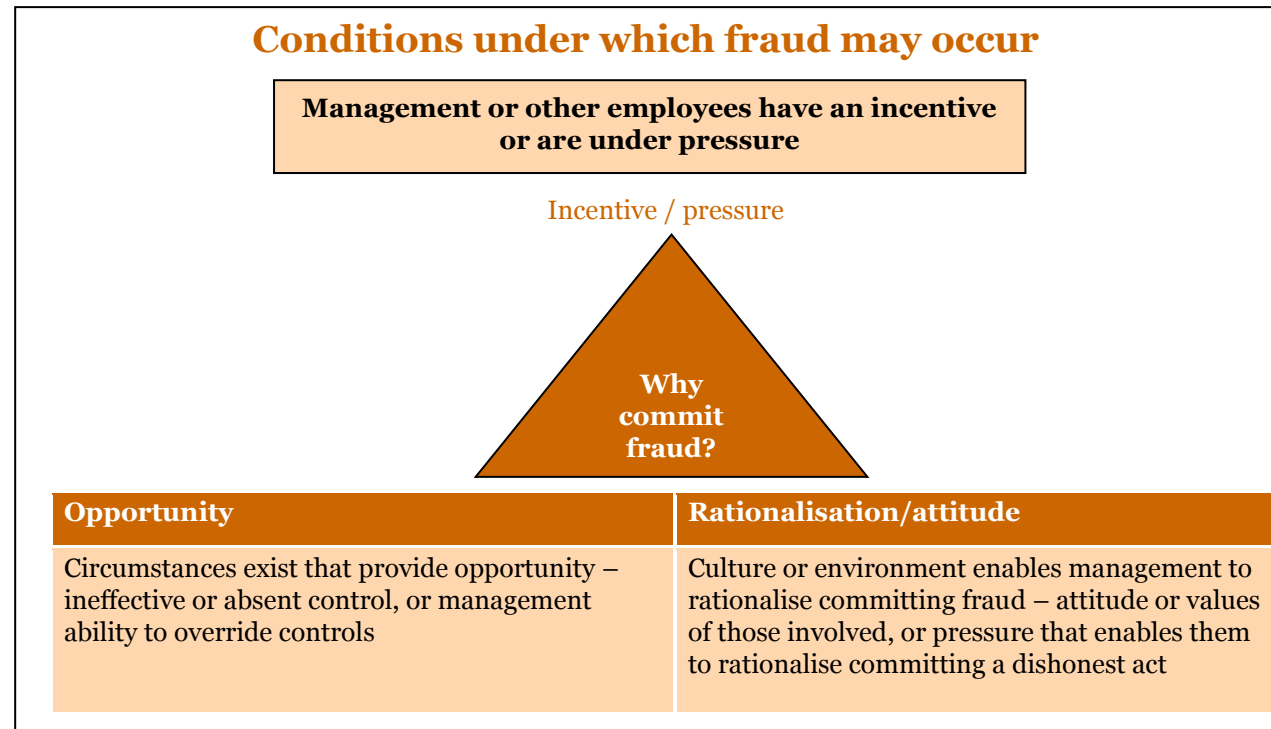 Conditions under which fraud may occur
Management or other employees have an incentive
or are under pressure
Incentive / pressure
Why
commit
fraud?
Opportunity
Rationalisation/attitude
Circumstances exist that provide opportunity –
ineffective or absent control, or management
ability to override controls
Culture or environment enables management to
rationalise committing fraud – attitude or values
of those involved, or pressure that enables them
to rationalise committing a dishonest act